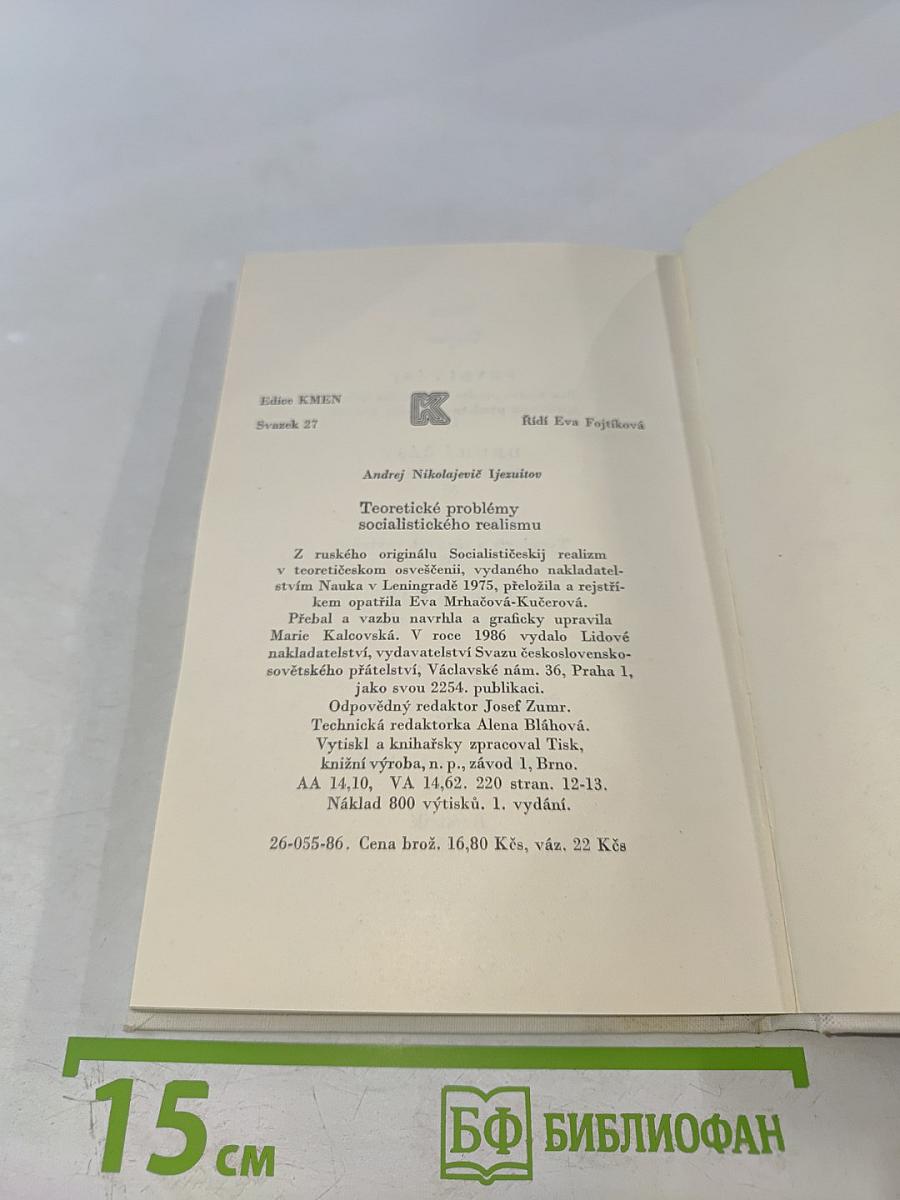 Edice KMEN
Svazek 27
K
Řídí Eva Fojtíková
Andrej Nikolajevič Ijezuitov
Teoretické problémy
socialistického realismu
Z ruského originálu Socialističeskij realizm
v teoretičeskom osveščenii, vydaného nakladatel-
stvím Nauka v Leningradě 1975, přeložila a rejstří-
kem opatřila Eva Mrhačová-Kučerová.
Přebal a vazbu navrhla a graficky upravila
Marie Kalcovská. V roce 1986 vydalo Lidové
nakladatelství, vydavatelství Svazu československo-
sovětského přátelství, Václavské nám. 36, Praha 1,
jako svou 2254. publikaci.
Odpovědný redaktor Josef Zumr.
Technická redaktorka Alena Bláhová.
Vytiskl a knihařsky zpracoval Tisk,
knižní výroba, n. p., závod 1, Brno.
AA 14,10, VA 14,62. 220 stran. 12-13.
Náklad 800 výtisků. 1. vydání.
26-055-86. Cena brož. 16,80 Kčs, váz. 22 Kčs
15 см
БФ БИБЛИОФАН